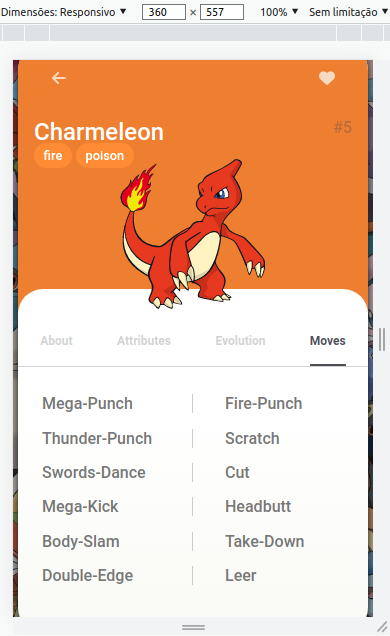 Dimensões: Responsivo ▼ 360 × 557 100% ▼ Sem limitação ▼
Charmeleon #5
fire poison
About Attributes Evolution Moves
Mega-Punch Fire-Punch
Thunder-Punch Scratch
Swords-Dance Cut
Mega-Kick Headbutt
Body-Slam Take-Down
Double-Edge Leer